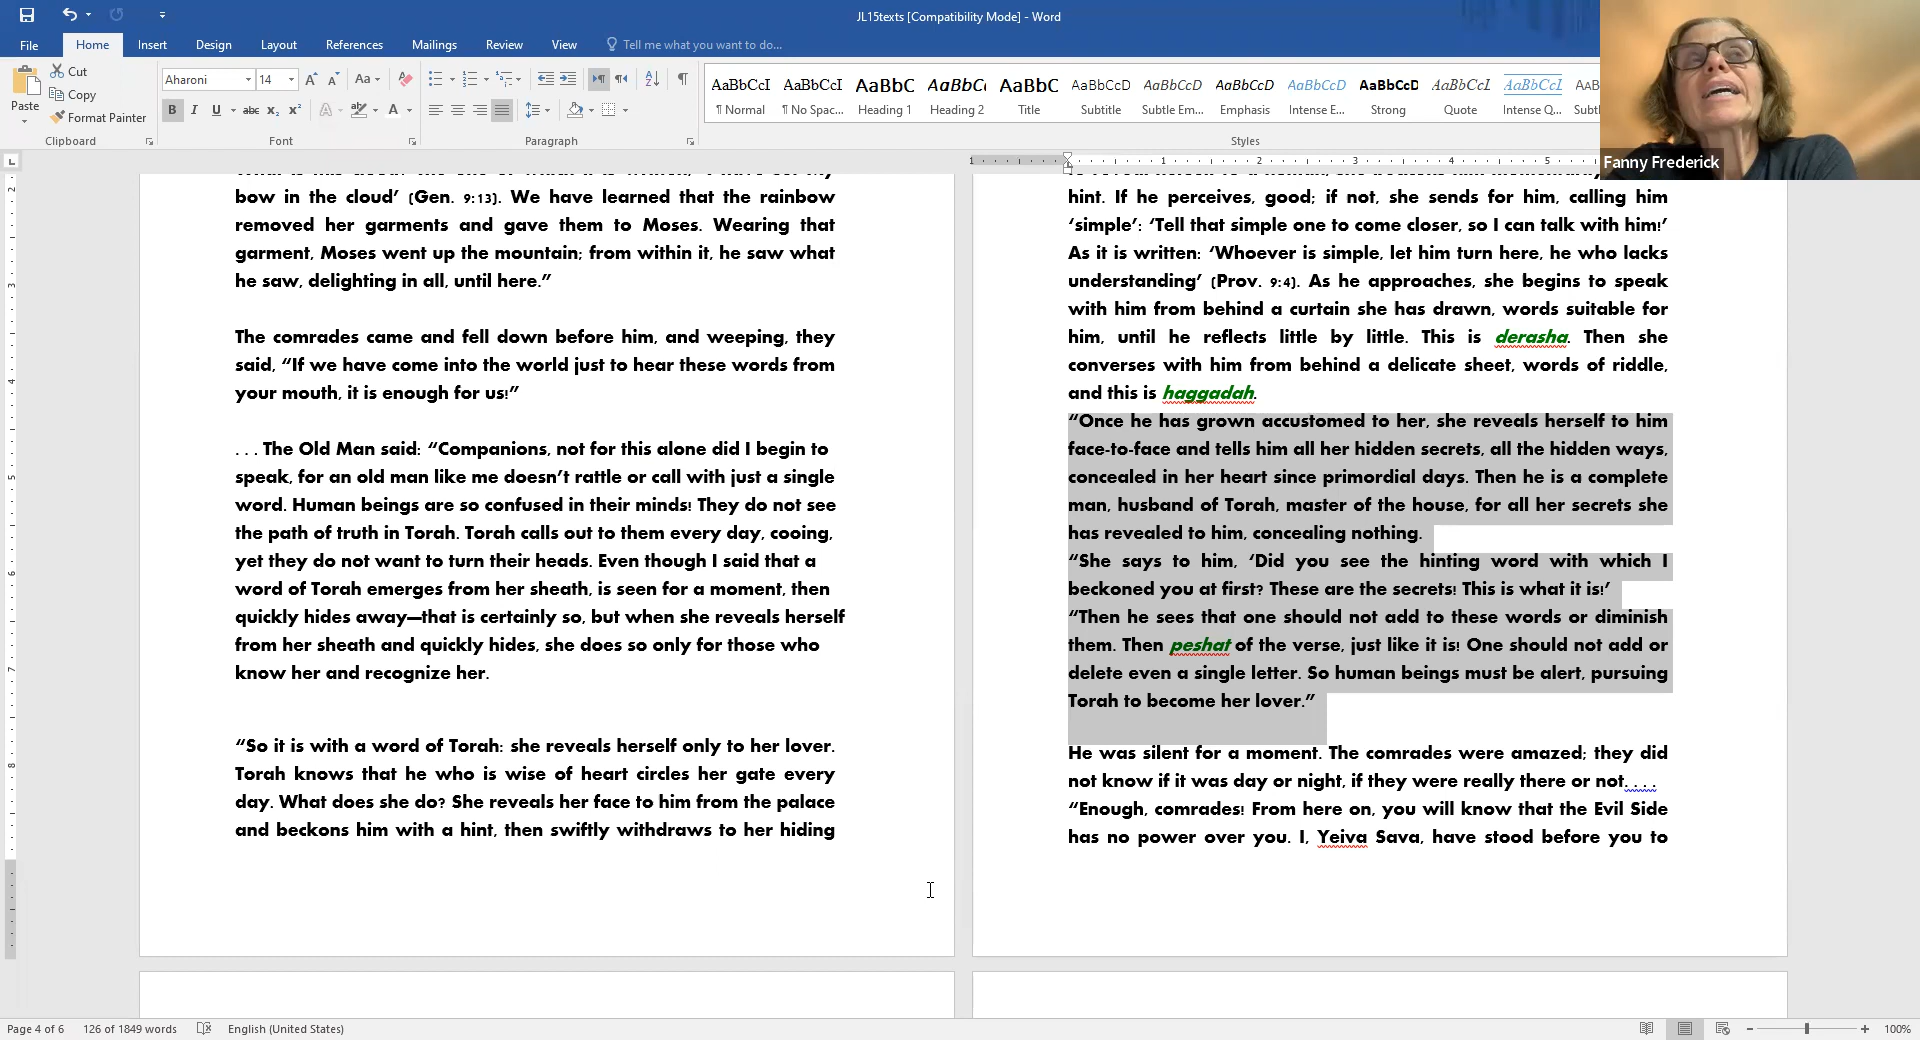 JL15texts [Compatibility Mode] - Word
File Home Insert Design Layout References Mailings Review View Tell me what you want to do...
Paste
Cut
Copy
Format Painter
Clipboard
Aharoni 14
Font
Paragraph
AaBbCcI AaBbCcI AaBbC AaBbC AaBbC AaBbCcD AaBbCcD AaBbCcD AaBbCcD AaBbCcD AaBbCcI AaBbCcI AAB
¶ Normal ¶ No Spac... Heading 1 Heading 2 Title Subtitle Subtle Em... Emphasis Intense E... Strong Quote Intense Q... Subtl
Styles
Fanny Frederick
bow in the cloud’ (Gen. 9:13). We have learned that the rainbow
removed her garments and gave them to Moses. Wearing that
garment, Moses went up the mountain; from within it, he saw what
he saw, delighting in all, until here.”
The comrades came and fell down before him, and weeping, they
said, “If we have come into the world just to hear these words from
your mouth, it is enough for us!”
. . . The Old Man said: “Companions, not for this alone did I begin to
speak, for an old man like me doesn’t rattle or call with just a single
word. Human beings are so confused in their minds! They do not see
the path of truth in Torah. Torah calls out to them every day, cooing,
yet they do not want to turn their heads. Even though I said that a
word of Torah emerges from her sheath, is seen for a moment, then
quickly hides away—that is certainly so, but when she reveals herself
from her sheath and quickly hides, she does so only for those who
know her and recognize her.
“So it is with a word of Torah: she reveals herself only to her lover.
Torah knows that he who is wise of heart circles her gate every
day. What does she do? She reveals her face to him from the palace
and beckons him with a hint, then swiftly withdraws to her hiding
hint. If he perceives, good; if not, she sends for him, calling him
‘simple’: ‘Tell that simple one to come closer, so I can talk with him!’
As it is written: ‘Whoever is simple, let him turn here, he who lacks
understanding’ (Prov. 9:4). As he approaches, she begins to speak
with him from behind a curtain she has drawn, words suitable for
him, until he reflects little by little. This is derasha. Then she
converses with him from behind a delicate sheet, words of riddle,
and this is haggadah.
“Once he has grown accustomed to her, she reveals herself to him
face-to-face and tells him all her hidden secrets, all the hidden ways,
concealed in her heart since primordial days. Then he is a complete
man, husband of Torah, master of the house, for all her secrets she
has revealed to him, concealing nothing.
“She says to him, ‘Did you see the hinting word with which I
beckoned you at first? These are the secrets! This is what it is!’
“Then he sees that one should not add to these words or diminish
them. Then peshat of the verse, just like it is! One should not add or
delete even a single letter. So human beings must be alert, pursuing
Torah to become her lover.”
He was silent for a moment. The comrades were amazed; they did
not know if it was day or night, if they were really there or not. . . .
“Enough, comrades! From here on, you will know that the Evil Side
has no power over you. I, Yeiva Sava, have stood before you to
Page 4 of 6 126 of 1849 words English (United States) 100%